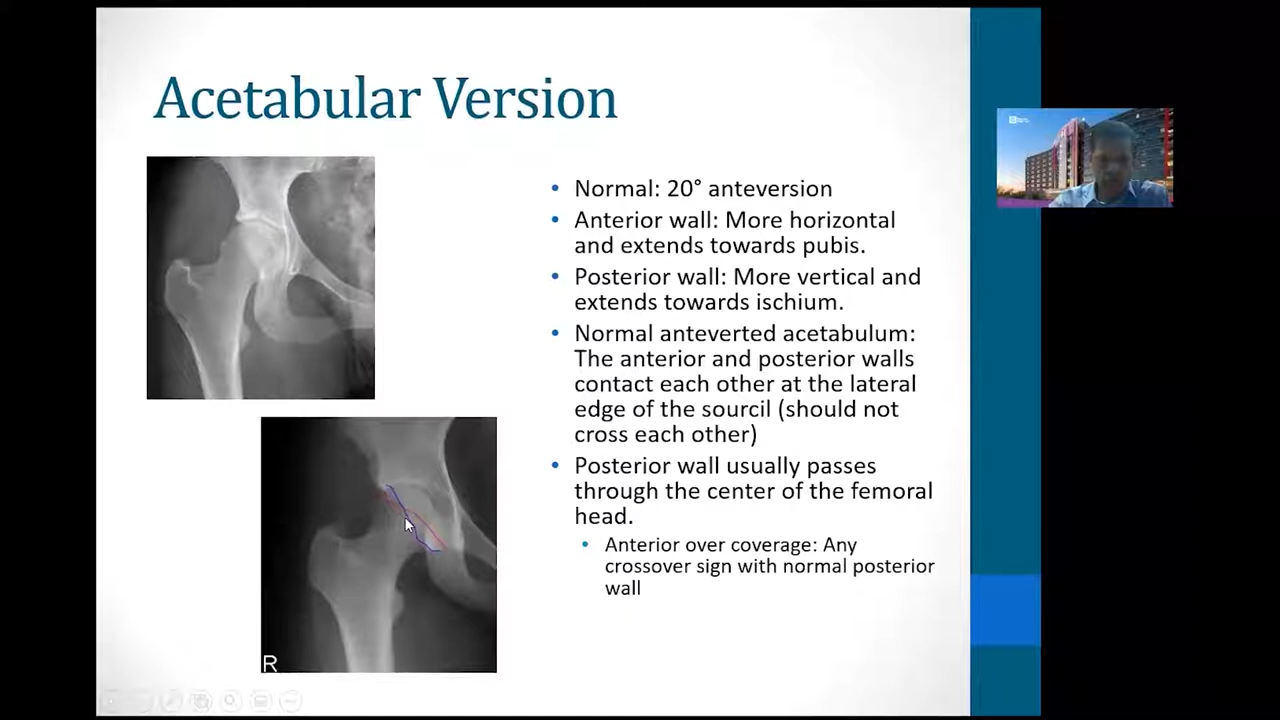 Acetabular Version
• Normal: 20° anteversion
• Anterior wall: More horizontal
and extends towards pubis.
• Posterior wall: More vertical and
extends towards ischium.
• Normal anteverted acetabulum:
The anterior and posterior walls
contact each other at the lateral
edge of the sourcil (should not
cross each other)
• Posterior wall usually passes
through the center of the femoral
head.
• Anterior over coverage: Any
crossover sign with normal posterior
wall
R